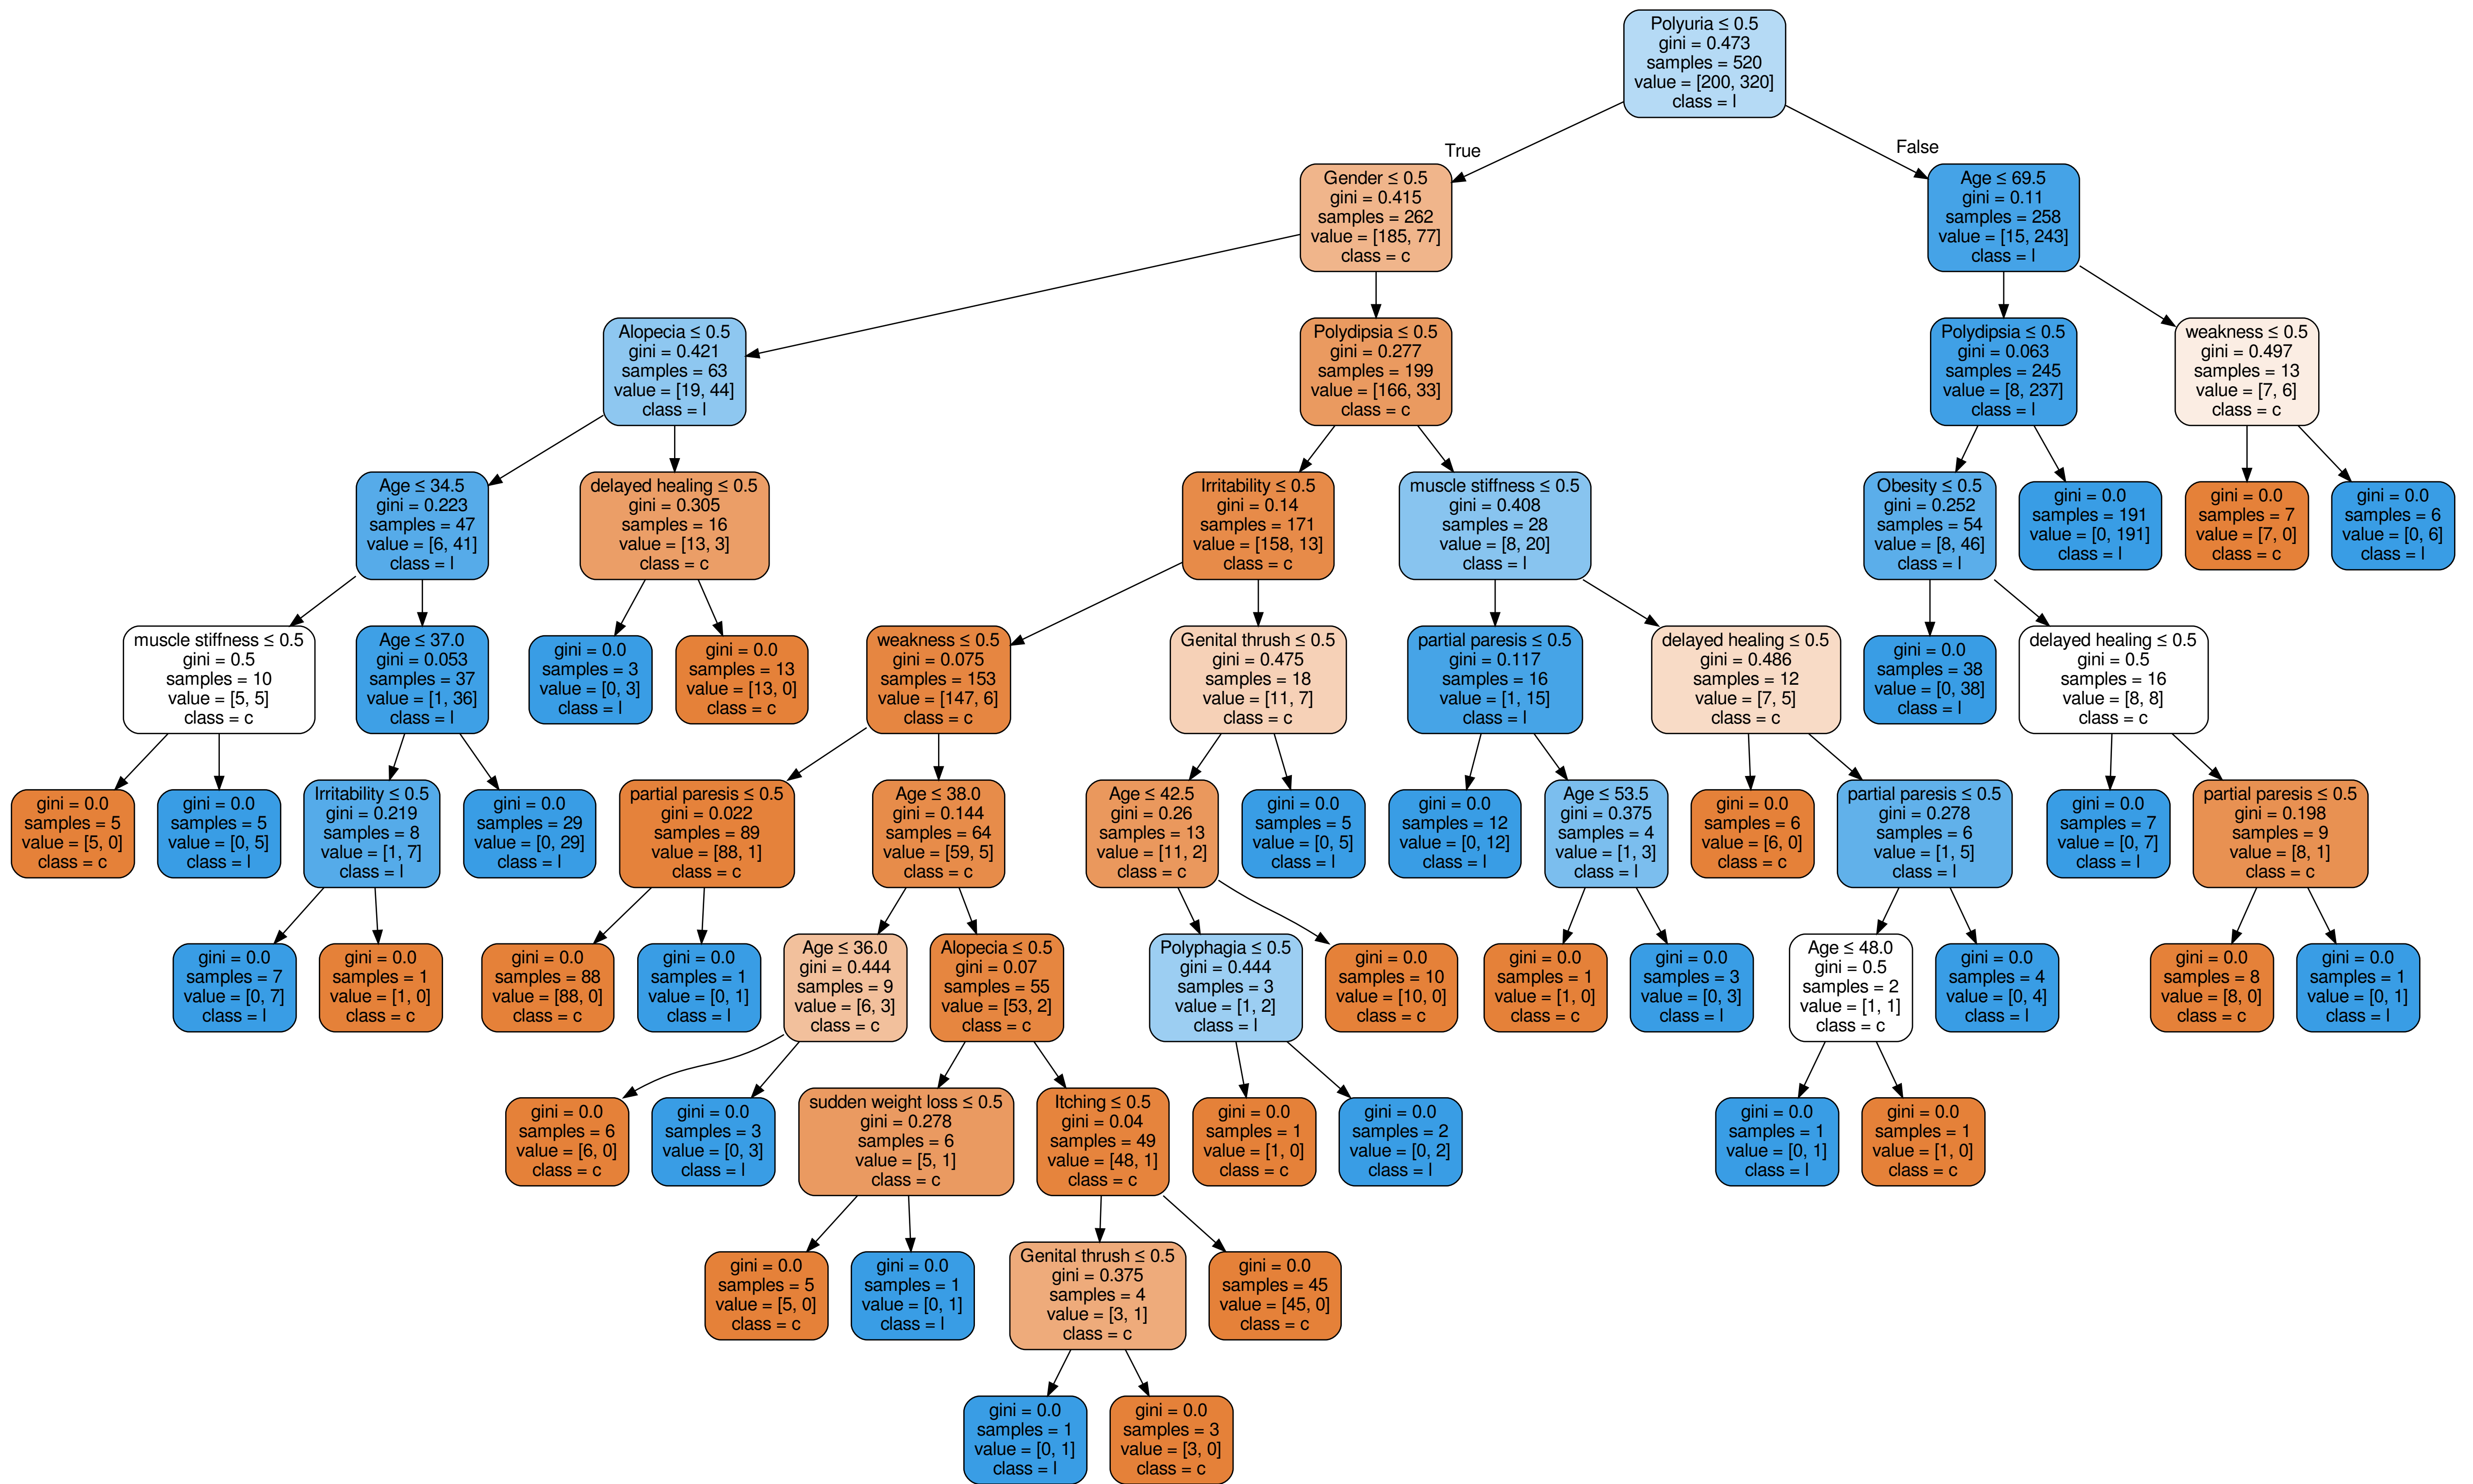 Polyuria ≤ 0.5
gini = 0.473
samples = 520
value = [200, 320]
class = l
True
False
Gender ≤ 0.5
gini = 0.415
samples = 262
value = [185, 77]
class = c
Age ≤ 69.5
gini = 0.11
samples = 258
value = [15, 243]
class = l
Alopecia ≤ 0.5
gini = 0.421
samples = 63
value = [19, 44]
class = l
Polydipsia ≤ 0.5
gini = 0.277
samples = 199
value = [166, 33]
class = c
Polydipsia ≤ 0.5
gini = 0.063
samples = 245
value = [8, 237]
class = l
weakness ≤ 0.5
gini = 0.497
samples = 13
value = [7, 6]
class = c
Age ≤ 34.5
gini = 0.223
samples = 47
value = [6, 41]
class = l
delayed healing ≤ 0.5
gini = 0.305
samples = 16
value = [13, 3]
class = c
Irritability ≤ 0.5
gini = 0.14
samples = 171
value = [158, 13]
class = c
muscle stiffness ≤ 0.5
gini = 0.408
samples = 28
value = [8, 20]
class = l
Obesity ≤ 0.5
gini = 0.252
samples = 54
value = [8, 46]
class = l
gini = 0.0
samples = 191
value = [0, 191]
class = l
gini = 0.0
samples = 7
value = [7, 0]
class = c
gini = 0.0
samples = 6
value = [0, 6]
class = l
muscle stiffness ≤ 0.5
gini = 0.5
samples = 10
value = [5, 5]
class = c
Age ≤ 37.0
gini = 0.053
samples = 37
value = [1, 36]
class = l
gini = 0.0
samples = 3
value = [0, 3]
class = l
gini = 0.0
samples = 13
value = [13, 0]
class = c
weakness ≤ 0.5
gini = 0.075
samples = 153
value = [147, 6]
class = c
Genital thrush ≤ 0.5
gini = 0.475
samples = 18
value = [11, 7]
class = c
partial paresis ≤ 0.5
gini = 0.117
samples = 16
value = [1, 15]
class = l
delayed healing ≤ 0.5
gini = 0.486
samples = 12
value = [7, 5]
class = c
gini = 0.0
samples = 38
value = [0, 38]
class = l
delayed healing ≤ 0.5
gini = 0.5
samples = 16
value = [8, 8]
class = c
gini = 0.0
samples = 5
value = [5, 0]
class = c
gini = 0.0
samples = 5
value = [0, 5]
class = l
Irritability ≤ 0.5
gini = 0.219
samples = 8
value = [1, 7]
class = l
gini = 0.0
samples = 29
value = [0, 29]
class = l
partial paresis ≤ 0.5
gini = 0.022
samples = 89
value = [88, 1]
class = c
Age ≤ 38.0
gini = 0.144
samples = 64
value = [59, 5]
class = c
Age ≤ 42.5
gini = 0.26
samples = 13
value = [11, 2]
class = c
gini = 0.0
samples = 5
value = [0, 5]
class = l
gini = 0.0
samples = 12
value = [0, 12]
class = l
Age ≤ 53.5
gini = 0.375
samples = 4
value = [1, 3]
class = l
gini = 0.0
samples = 6
value = [6, 0]
class = c
partial paresis ≤ 0.5
gini = 0.278
samples = 6
value = [1, 5]
class = l
gini = 0.0
samples = 7
value = [0, 7]
class = l
partial paresis ≤ 0.5
gini = 0.198
samples = 9
value = [8, 1]
class = c
gini = 0.0
samples = 7
value = [0, 7]
class = l
gini = 0.0
samples = 1
value = [1, 0]
class = c
gini = 0.0
samples = 88
value = [88, 0]
class = c
gini = 0.0
samples = 1
value = [0, 1]
class = l
Age ≤ 36.0
gini = 0.444
samples = 9
value = [6, 3]
class = c
Alopecia ≤ 0.5
gini = 0.07
samples = 55
value = [53, 2]
class = c
Polyphagia ≤ 0.5
gini = 0.444
samples = 3
value = [1, 2]
class = l
gini = 0.0
samples = 10
value = [10, 0]
class = c
gini = 0.0
samples = 1
value = [1, 0]
class = c
gini = 0.0
samples = 3
value = [0, 3]
class = l
Age ≤ 48.0
gini = 0.5
samples = 2
value = [1, 1]
class = c
gini = 0.0
samples = 4
value = [0, 4]
class = l
gini = 0.0
samples = 8
value = [8, 0]
class = c
gini = 0.0
samples = 1
value = [0, 1]
class = l
gini = 0.0
samples = 6
value = [6, 0]
class = c
gini = 0.0
samples = 3
value = [0, 3]
class = l
sudden weight loss ≤ 0.5
gini = 0.278
samples = 6
value = [5, 1]
class = c
Itching ≤ 0.5
gini = 0.04
samples = 49
value = [48, 1]
class = c
gini = 0.0
samples = 1
value = [1, 0]
class = c
gini = 0.0
samples = 2
value = [0, 2]
class = l
gini = 0.0
samples = 1
value = [0, 1]
class = l
gini = 0.0
samples = 1
value = [1, 0]
class = c
gini = 0.0
samples = 5
value = [5, 0]
class = c
gini = 0.0
samples = 1
value = [0, 1]
class = l
Genital thrush ≤ 0.5
gini = 0.375
samples = 4
value = [3, 1]
class = c
gini = 0.0
samples = 45
value = [45, 0]
class = c
gini = 0.0
samples = 1
value = [0, 1]
class = l
gini = 0.0
samples = 3
value = [3, 0]
class = c